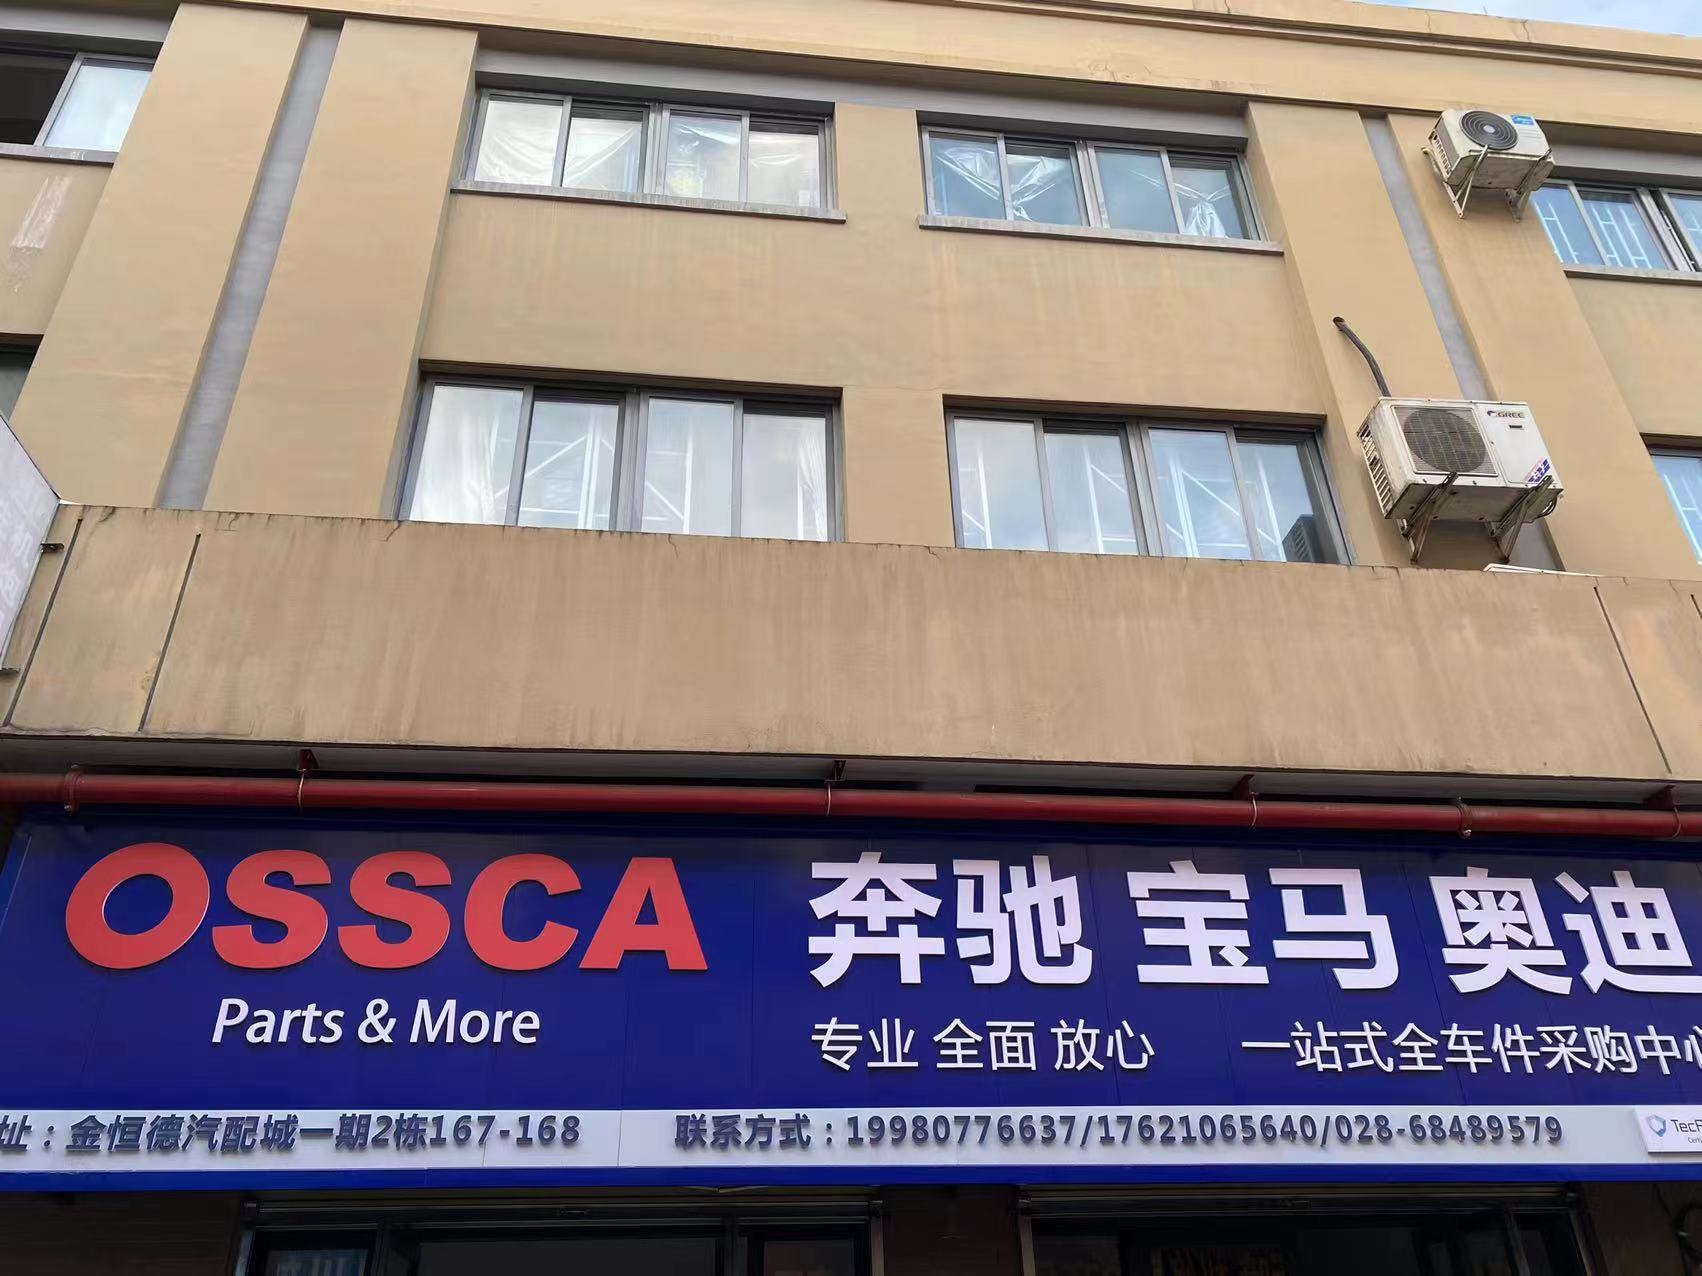 GREE
OSSCA
Parts & More
奔驰 宝马 奥迪
专业 全面 放心
一站式全车件采购中心
址：金恒德汽配城一期2栋167-168
联系方式：19980776637/17621065640/028-68489579